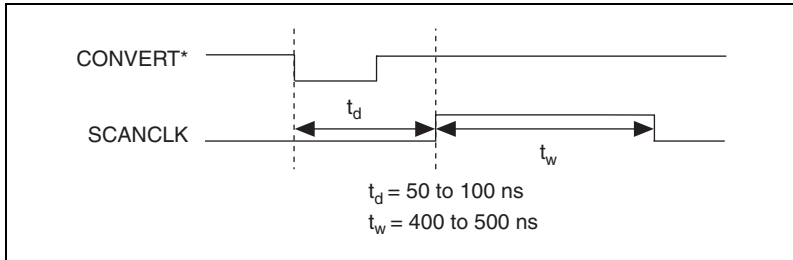 CONVERT*
t_d
SCANCLK
t_w
t_d = 50 to 100 ns
t_w = 400 to 500 ns